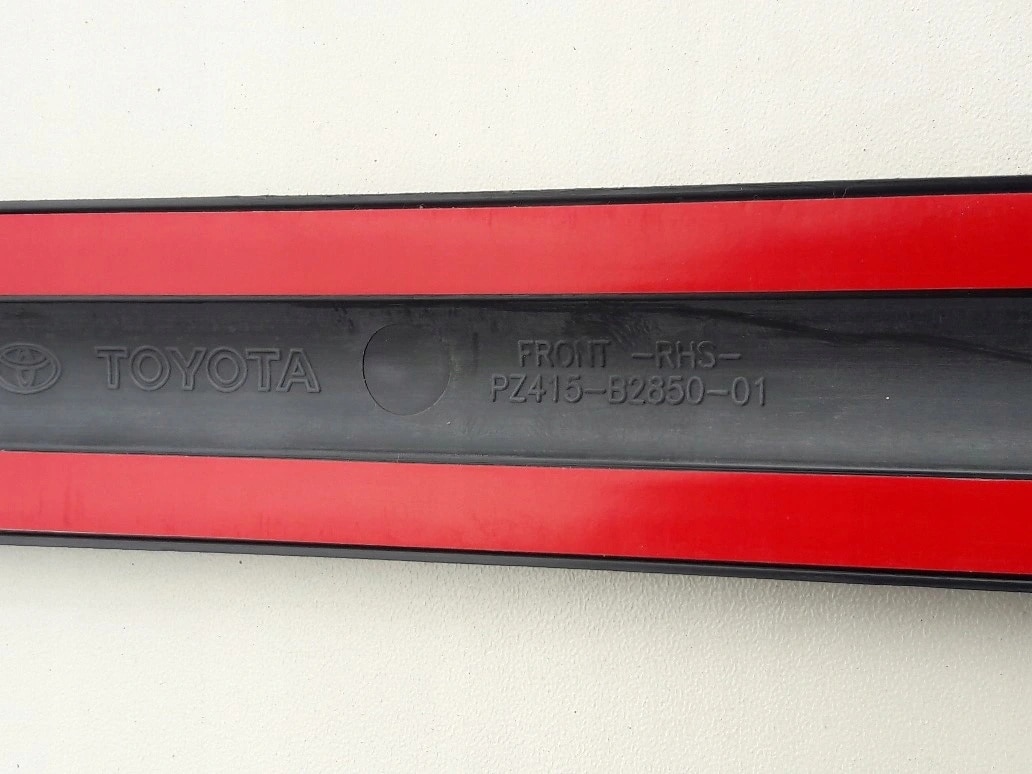 TOYOTA
FRONT -RHS-
PZ415-B2850-01